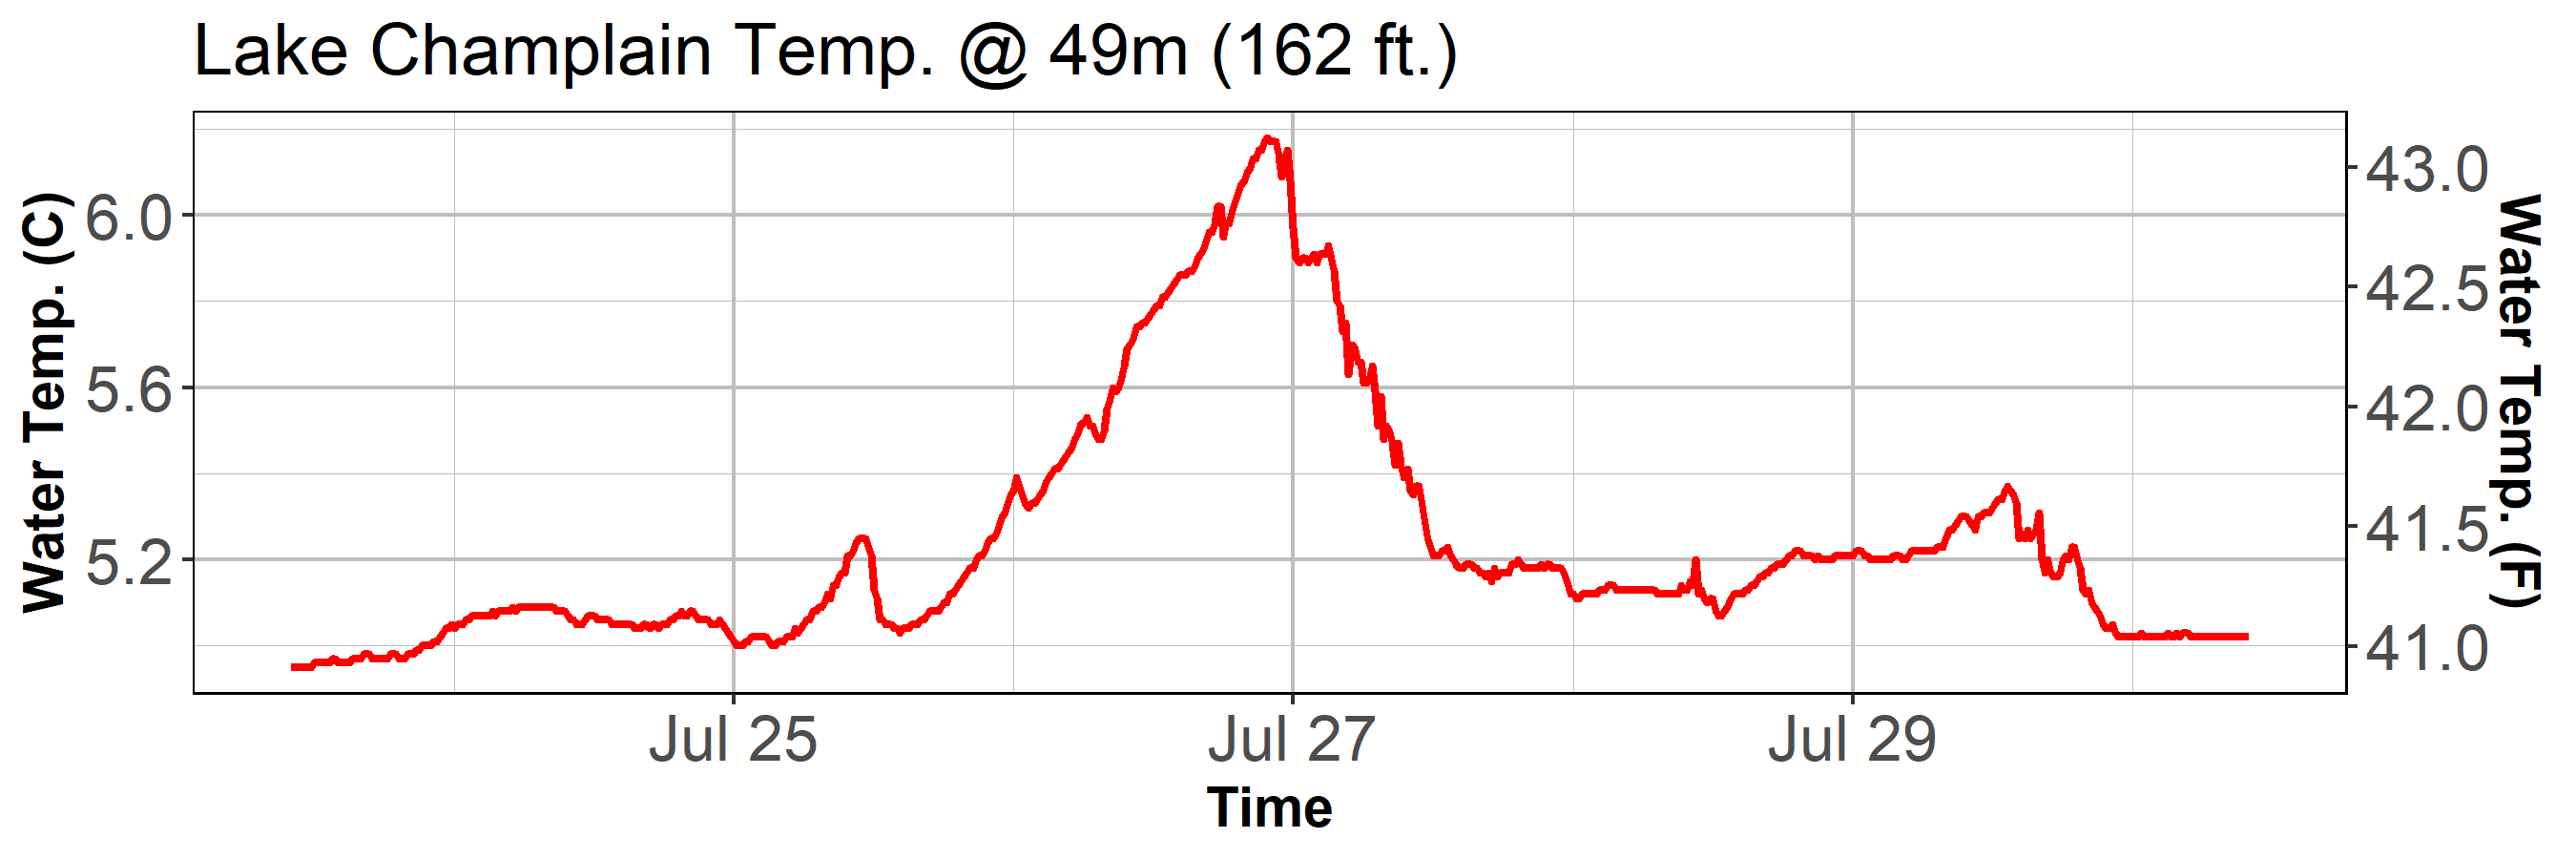 Lake Champlain Temp. @ 49m (162 ft.)
Water Temp. (C)
6.0
5.6
5.2
43.0
42.5
42.0
41.5
41.0
Water Temp. (F)
Jul 25
Jul 27
Jul 29
Time